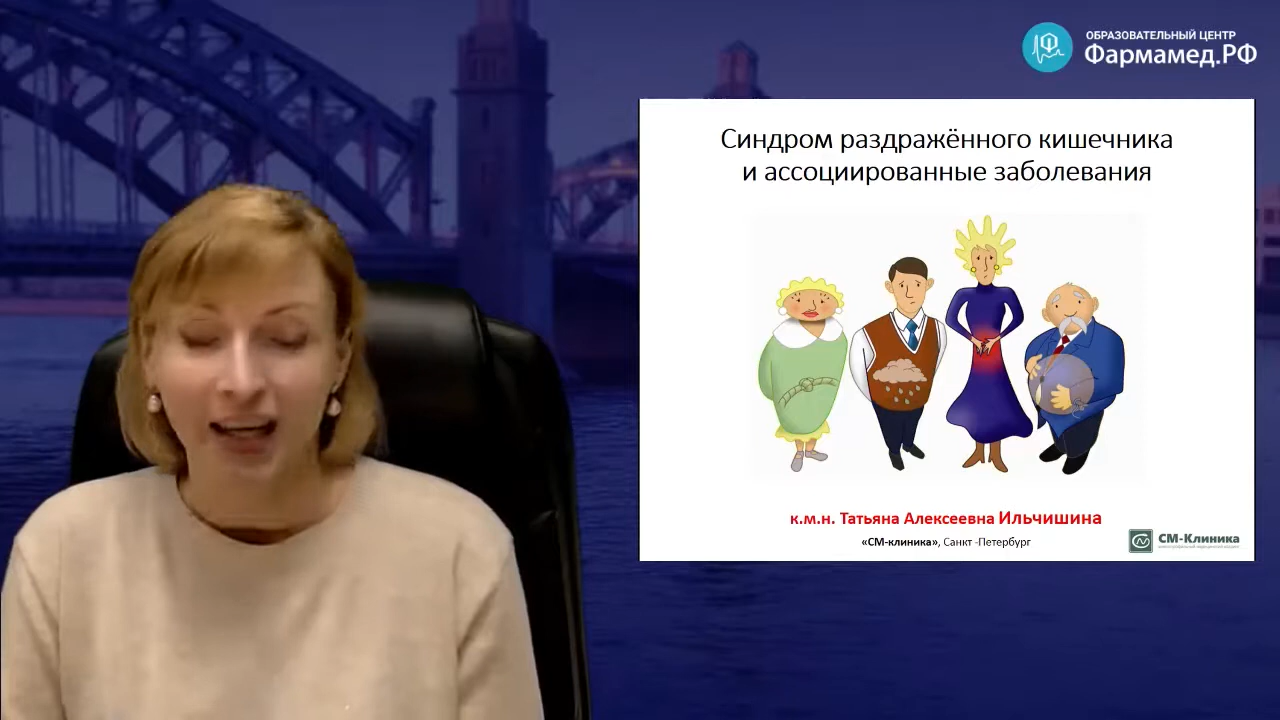 ОБРАЗОВАТЕЛЬНЫЙ ЦЕНТР
Фармамед.РФ
Синдром раздражённого кишечника
и ассоциированные заболевания
к.м.н. Татьяна Алексеевна Ильчишина
«СМ-клиника», Санкт -Петербург
СМ-Клиника